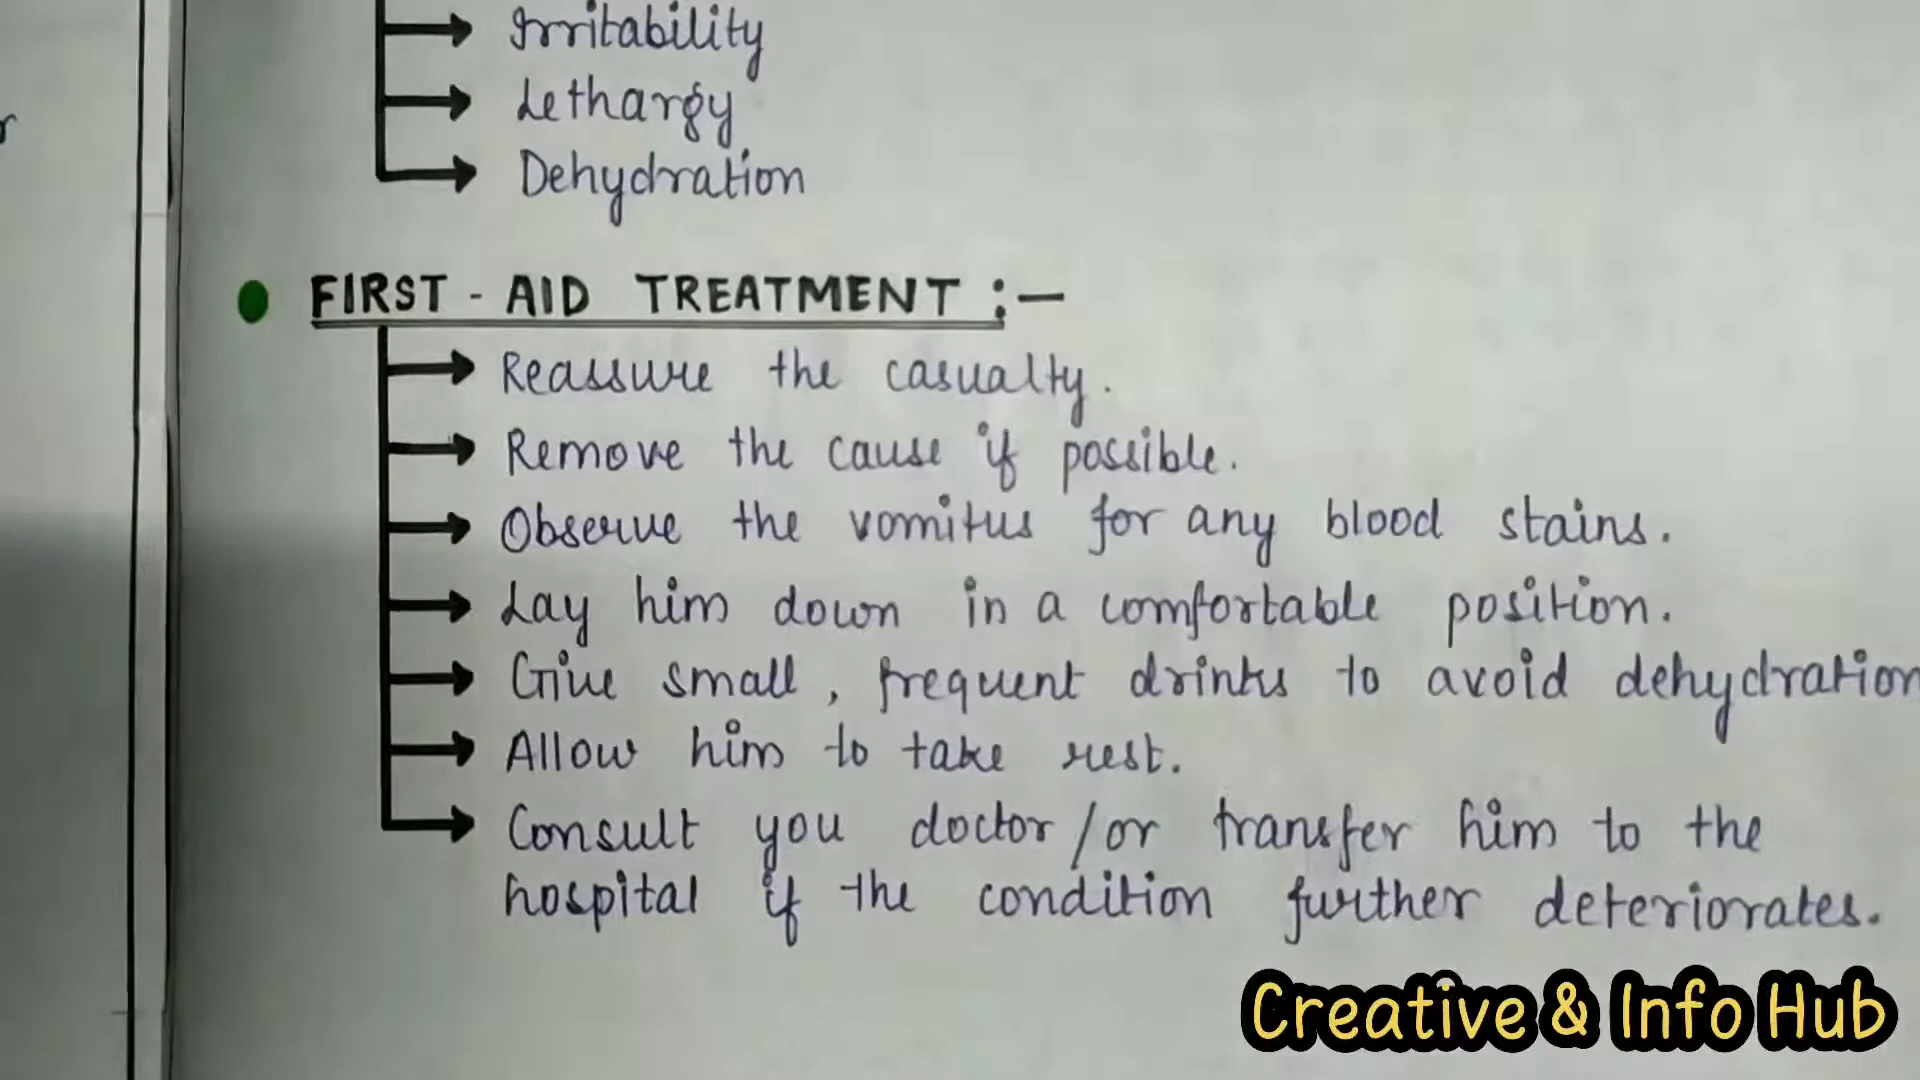 Irritability
Lethargy
Dehydration
FIRST - AID TREATMENT :-
Reassure the casualty.
Remove the cause if possible.
Observe the vomitus for any blood stains.
Lay him down in a comfortable position.
Give small, frequent drinks to avoid dehydration
Allow him to take rest.
Consult you doctor / or transfer him to the
hospital if the condition further deteriorates.
Creative & Info Hub